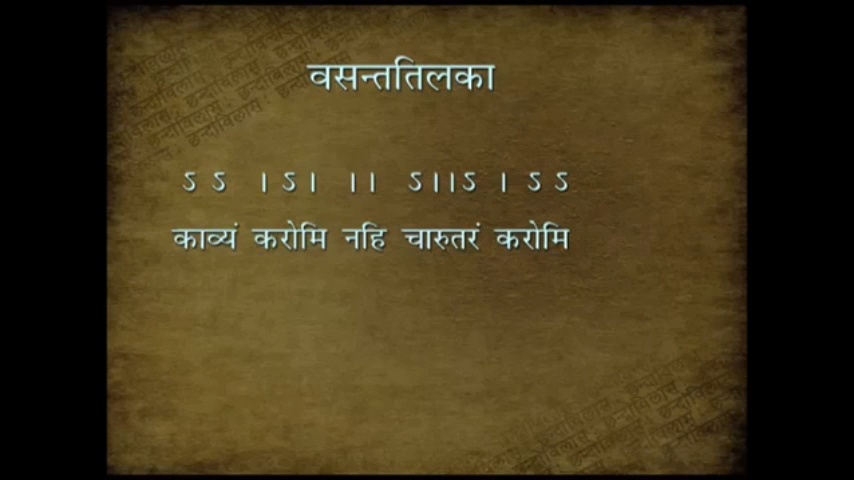 वसन्ततिलका
ऽ ऽ । ऽ । । । ऽ । । ऽ । ऽ ऽ
काव्यं करोमि नहि चारुतरं करोमि